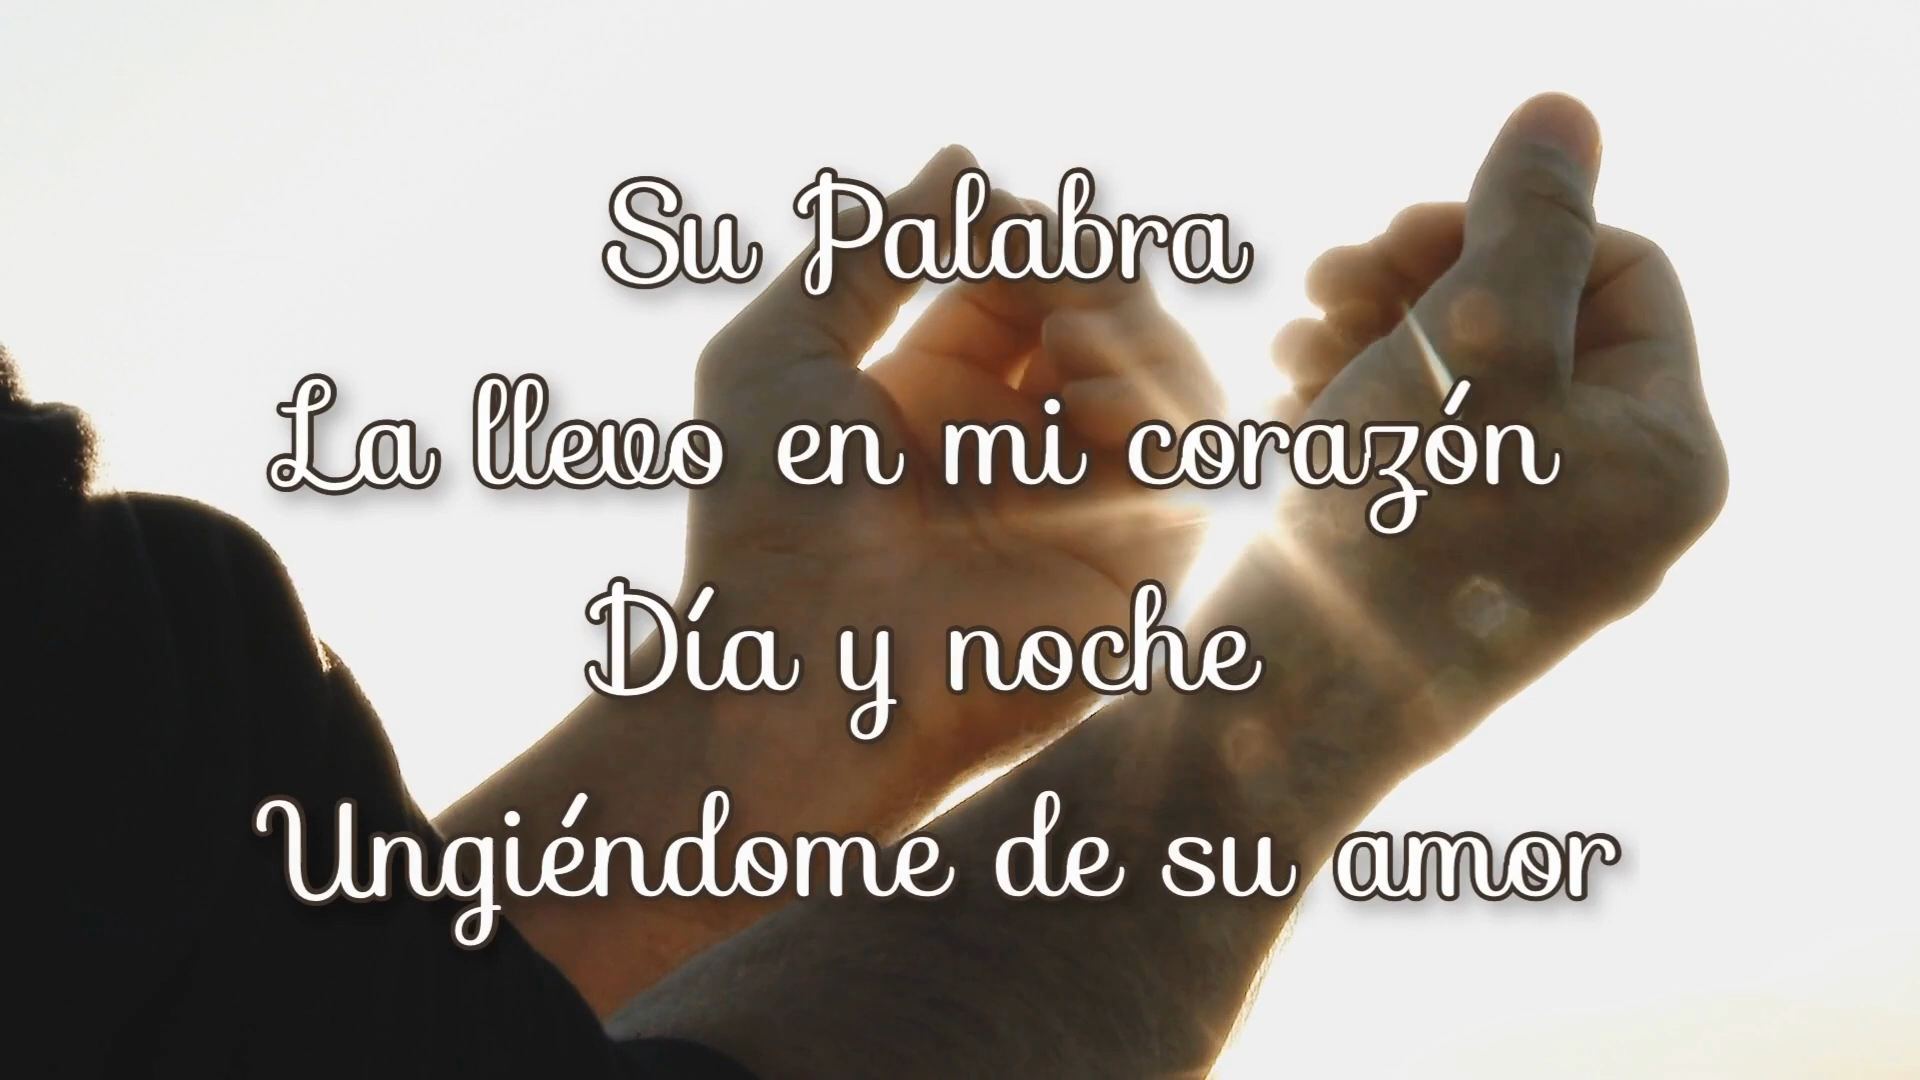 Su Palabra
La llevo en mi corazón
Día y noche
Ungiéndome de su amor